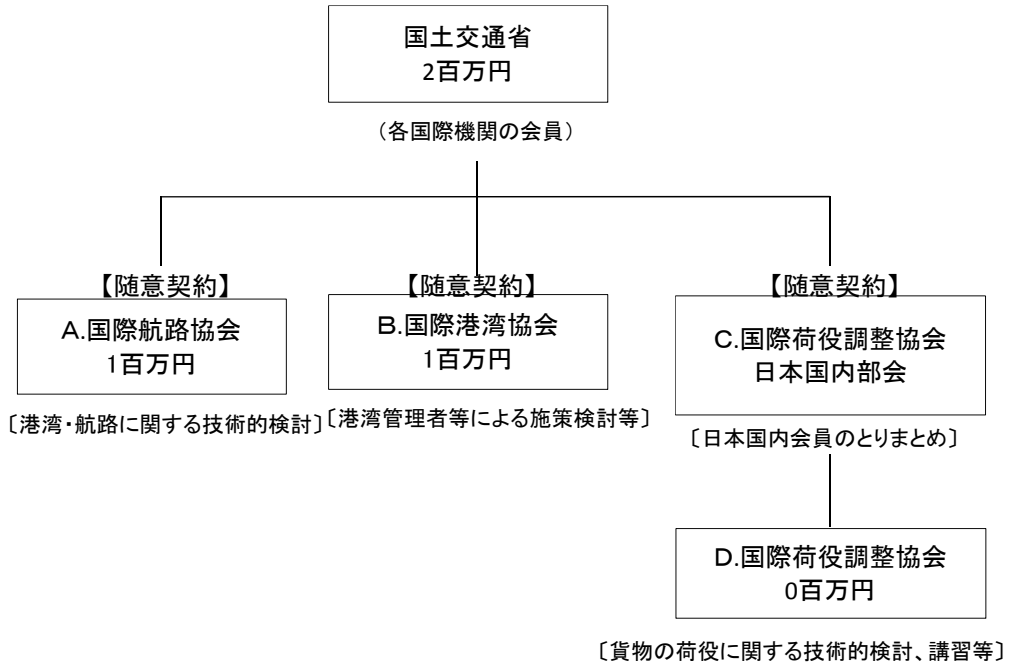 国土交通省
2百万円
（各国際機関の会員）
【随意契約】
A.国際航路協会
1百万円
〔港湾・航路に関する技術的検討〕
【随意契約】
B.国際港湾協会
1百万円
〔港湾管理者等による施策検討等〕
【随意契約】
C.国際荷役調整協会
日本国内部会
〔日本国内会員のとりまとめ〕
D.国際荷役調整協会
0百万円
〔貨物の荷役に関する技術的検討、講習等〕